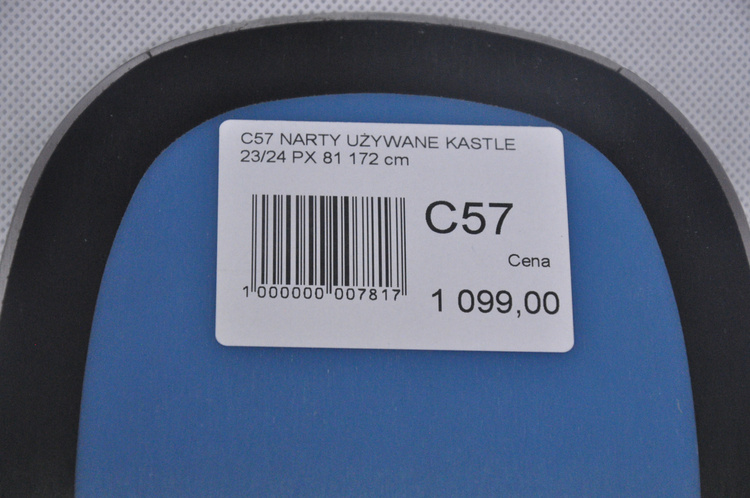 C57 NARTY UŻYWANE KASTLE
23/24 PX 81 172 cm
C57
Cena
1 000000 007817
1 099,00